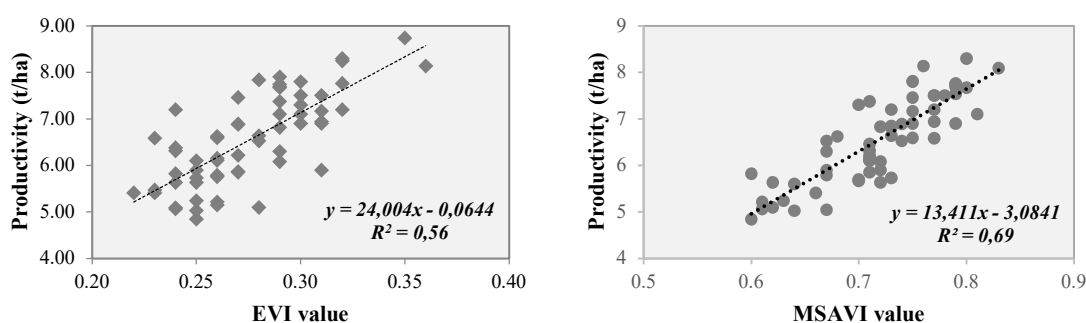 Productivity (t/ha)
9.00
8.00
7.00
6.00
5.00
4.00
0.20
0.25
0.30
0.35
0.40
y = 24,004x - 0,0644
R² = 0,56
EVI value
Productivity (t/ha)
9
8
7
6
5
4
0.5
0.6
0.7
0.8
0.9
y = 13,411x - 3,0841
R² = 0,69
MSAVI value